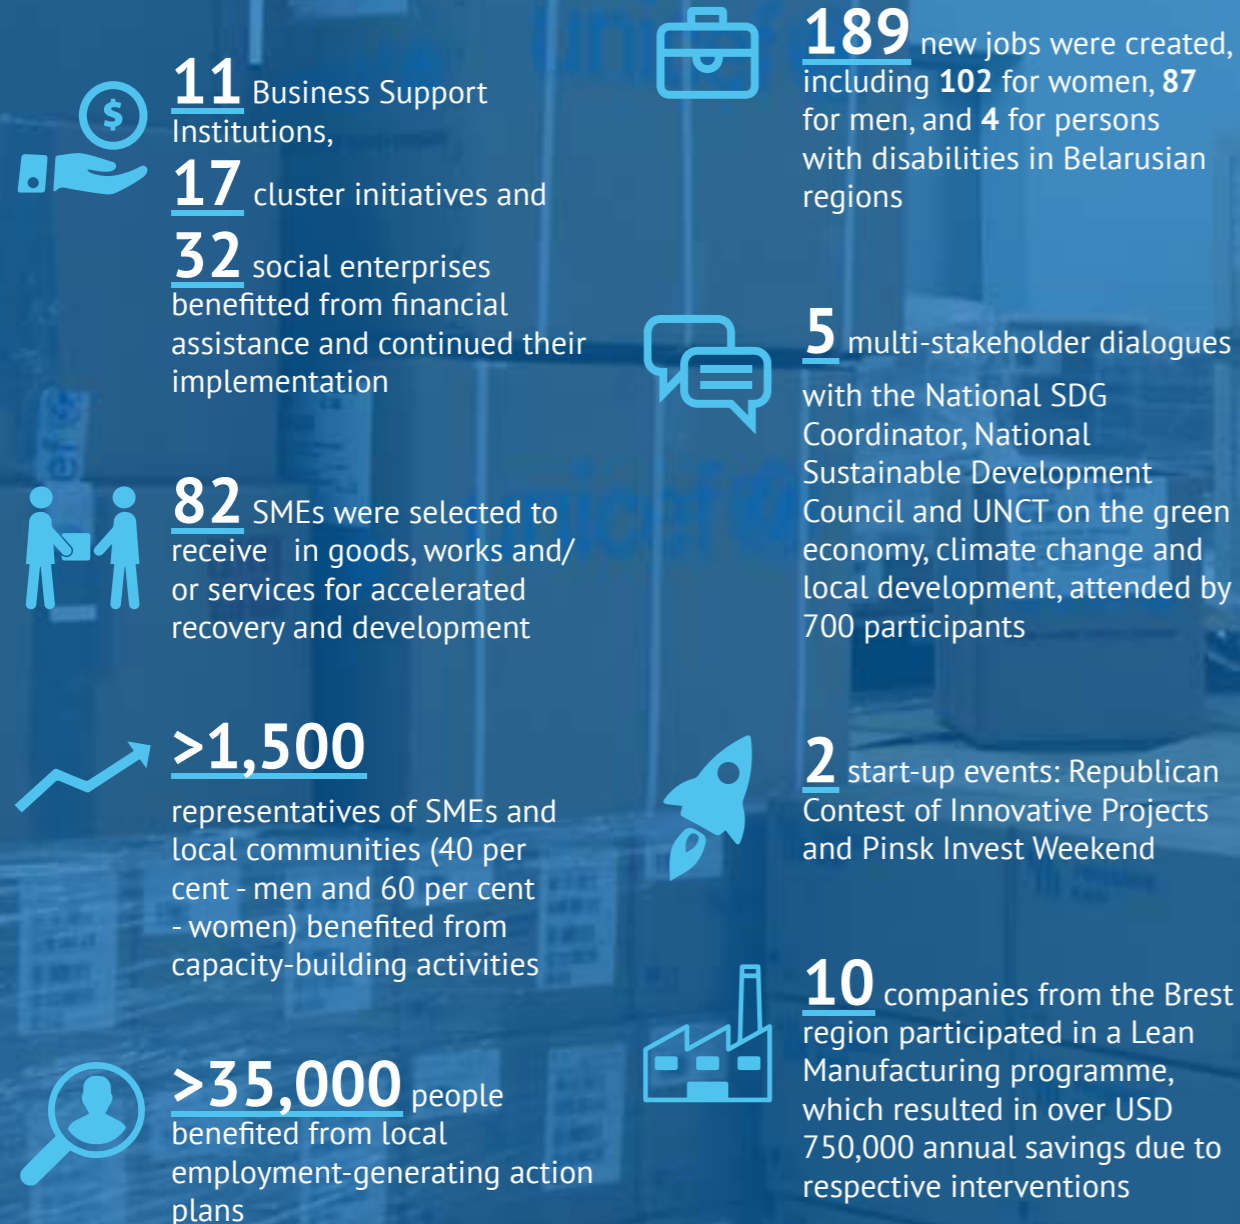 11 Business Support
Institutions,
17 cluster initiatives and
32 social enterprises
benefitted from financial
assistance and continued their
implementation
82 SMEs were selected to
receive in goods, works and/
or services for accelerated
recovery and development
>1,500
representatives of SMEs and
local communities (40 per
cent - men and 60 per cent
- women) benefited from
capacity-building activities
>35,000 people
benefited from local
employment-generating action
plans
189 new jobs were created,
including 102 for women, 87
for men, and 4 for persons
with disabilities in Belarusian
regions
5 multi-stakeholder dialogues
with the National SDG
Coordinator, National
Sustainable Development
Council and UNCT on the green
economy, climate change and
local development, attended by
700 participants
2 start-up events: Republican
Contest of Innovative Projects
and Pinsk Invest Weekend
10 companies from the Brest
region participated in a Lean
Manufacturing programme,
which resulted in over USD
750,000 annual savings due to
respective interventions
unicef
unicef